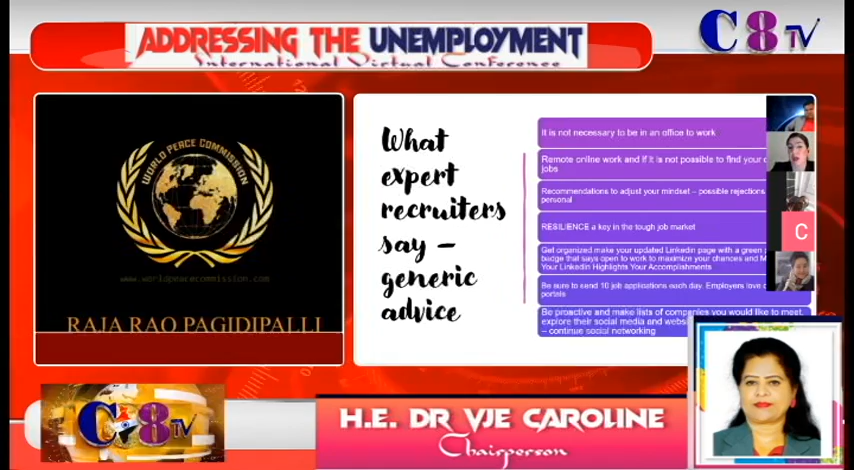 ADDRESSING THE UNEMPLOYMENT
International Virtual Conference
C8TV
WORLD PEACE COMMISSION
www.worldpeacecommission.com
RAJA RAO PAGIDIPALLI
What
expert
recruiters
say –
generic
advice
It is not necessary to be in an office to work
Remote online work and if it is not possible to find your
jobs
Recommendations to adjust your mindset – possible rejections
personal
RESILIENCE a key in the tough job market
Get organized make your updated Linkedin page with a green
badge that says open to work to maximize your chances and
Your LinkedIn Highlights Your Accomplishments
Be sure to send 10 job applications each day. Employers love
portals
Be proactive and make lists of companies you would like to meet,
explore their social media and
– continue social networking
C
C8TV
H.E. DR VJE CAROLINE
Chairperson